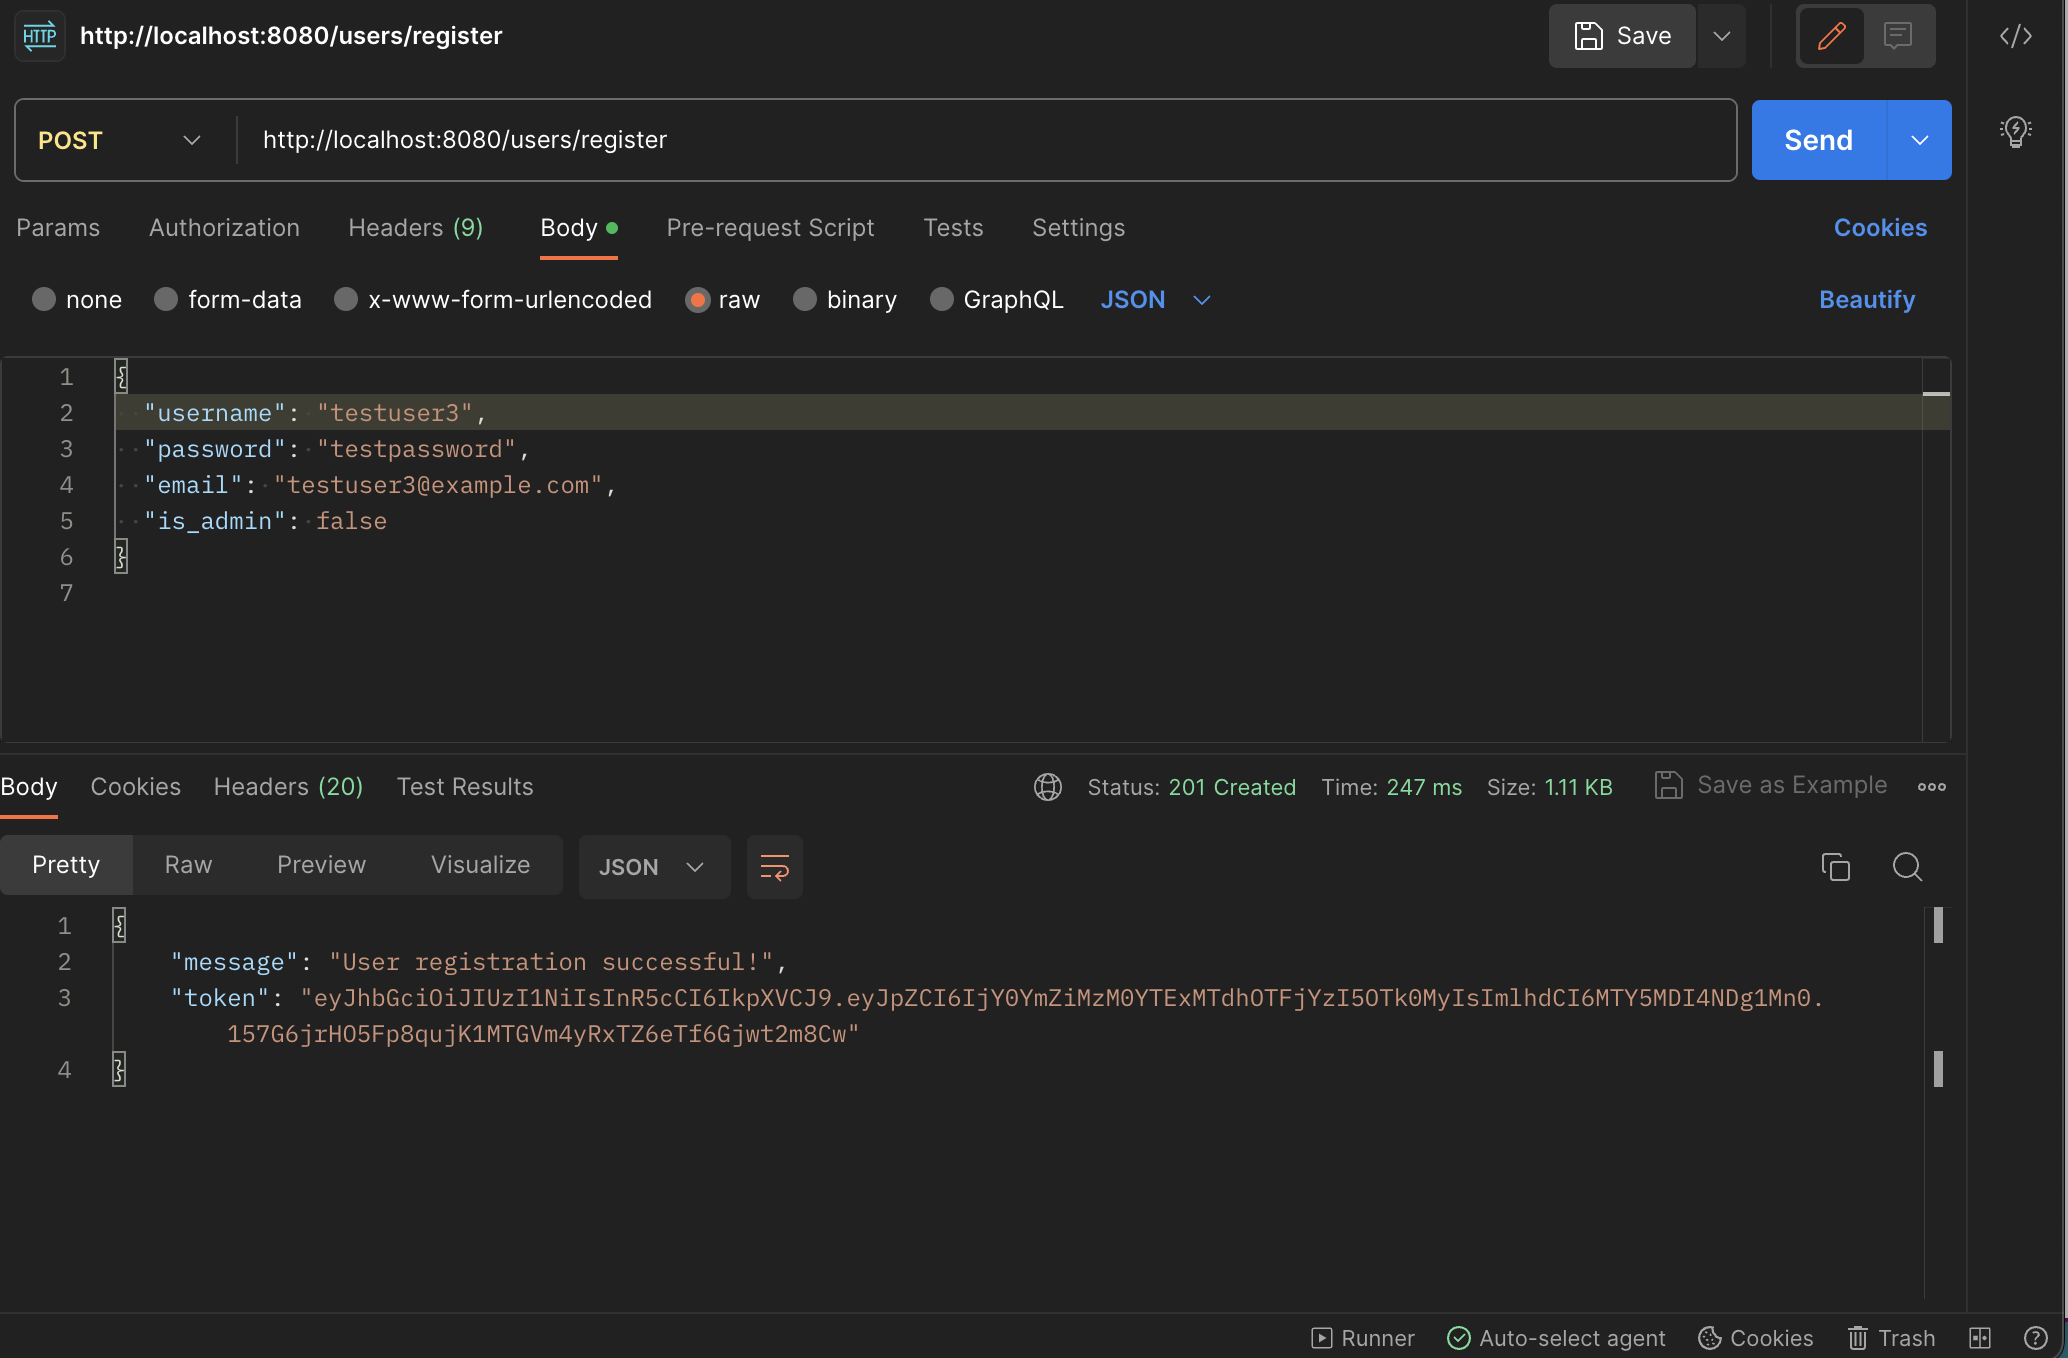 HTTP http://localhost:8080/users/register Save
POST http://localhost:8080/users/register Send
Params Authorization Headers (9) Body Pre-request Script Tests Settings Cookies
none form-data x-www-form-urlencoded raw binary GraphQL JSON Beautify
1 {
2 "username": "testuser3",
3 "password": "testpassword",
4 "email": "testuser3@example.com",
5 "is_admin": false
6 }
7
Body Cookies Headers (20) Test Results Status: 201 Created Time: 247 ms Size: 1.11 KB Save as Example
Pretty Raw Preview Visualize JSON
1 {
2 "message": "User registration successful!",
3 "token": "eyJhbGciOiJIUzI1NiIsInR5cCI6IkpXVCJ9.eyJpZCI6IjY0YmZiMzM0YTExMTdhOTFjYzI5OTk0MyIsImlhdCI6MTY5MDI4NDg1Mn0.
157G6jrHO5Fp8qujK1MTGVm4yRxTZ6eTf6Gjwt2m8Cw"
4 }
Runner Auto-select agent Cookies Trash